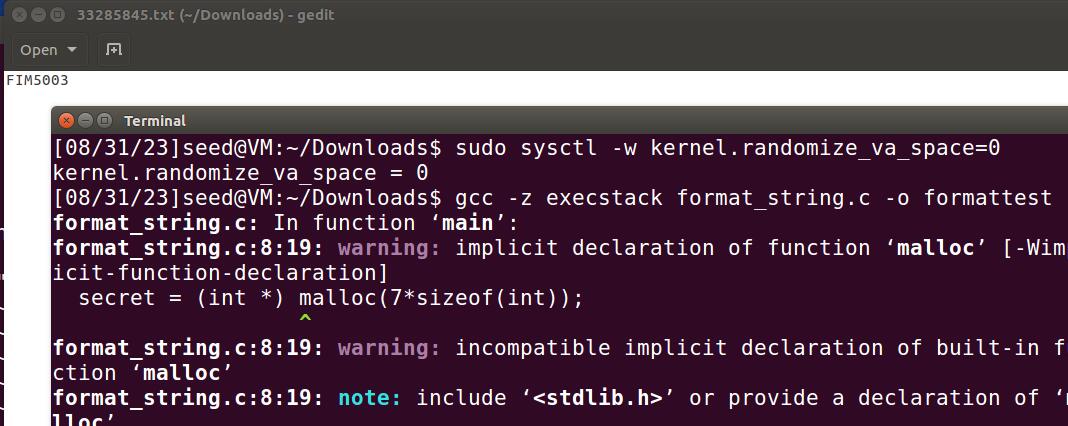 33285845.txt (~/Downloads) - gedit
Open
FIM5003
Terminal
[08/31/23]seed@VM:~/Downloads$ sudo sysctl -w kernel.randomize_va_space=0
kernel.randomize_va_space = 0
[08/31/23]seed@VM:~/Downloads$ gcc -z execstack format_string.c -o formattest
format_string.c: In function ‘main’:
format_string.c:8:19: warning: implicit declaration of function ‘malloc’ [-Wim
icit-function-declaration]
secret = (int *) malloc(7*sizeof(int));
^
format_string.c:8:19: warning: incompatible implicit declaration of built-in f
ction ‘malloc’
format_string.c:8:19: note: include ‘<stdlib.h>’ or provide a declaration of ‘
lloc’